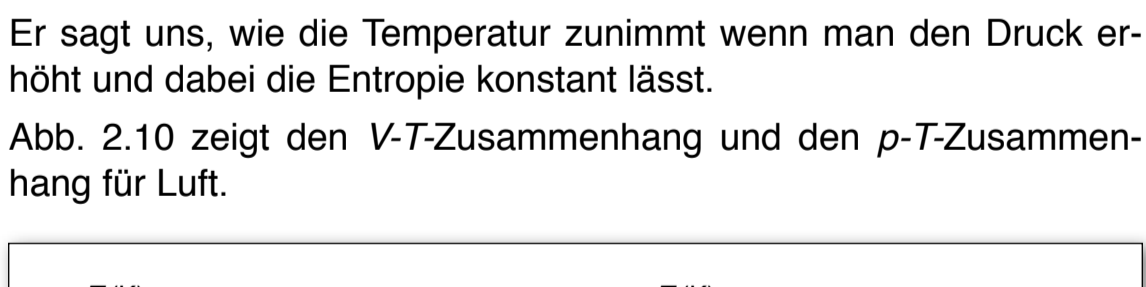 Er sagt uns, wie die Temperatur zunimmt wenn man den Druck er-
höht und dabei die Entropie konstant lässt.
Abb. 2.10 zeigt den V-T-Zusammenhang und den p-T-Zusammen-
hang für Luft.